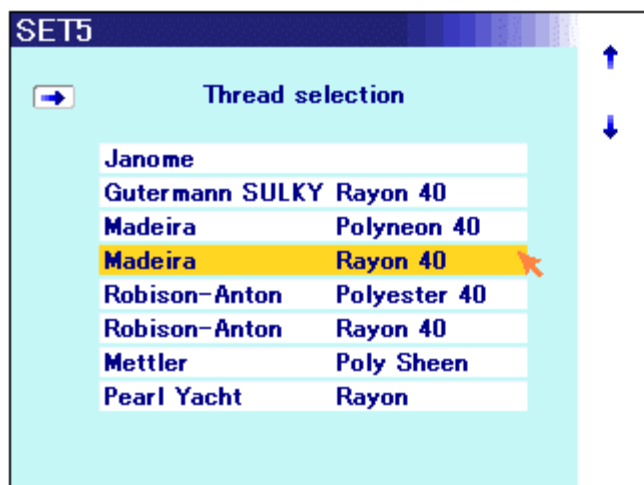 SET5
Thread selection
Janome
Gutermann SULKY Rayon 40
Madeira Polyneon 40
Madeira Rayon 40
Robison-Anton Polyester 40
Robison-Anton Rayon 40
Mettler Poly Sheen
Pearl Yacht Rayon